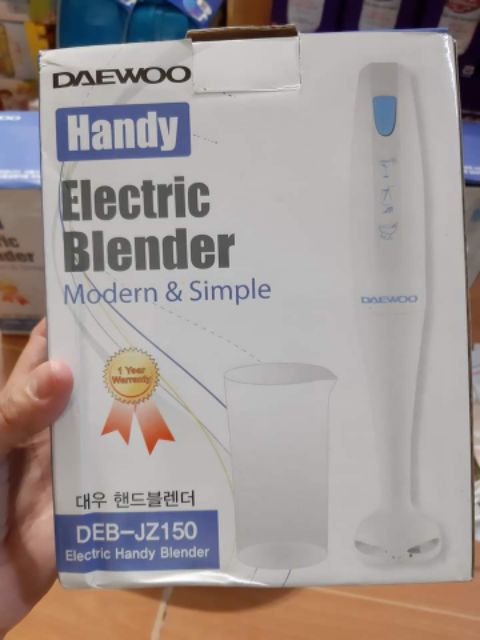 DAEWOO
Handy
Electric
Blender
Modern & Simple
DAEWOO
1 Year
Warrenty
대우 핸드블렌더
DEB-JZ150
Electric Handy Blender